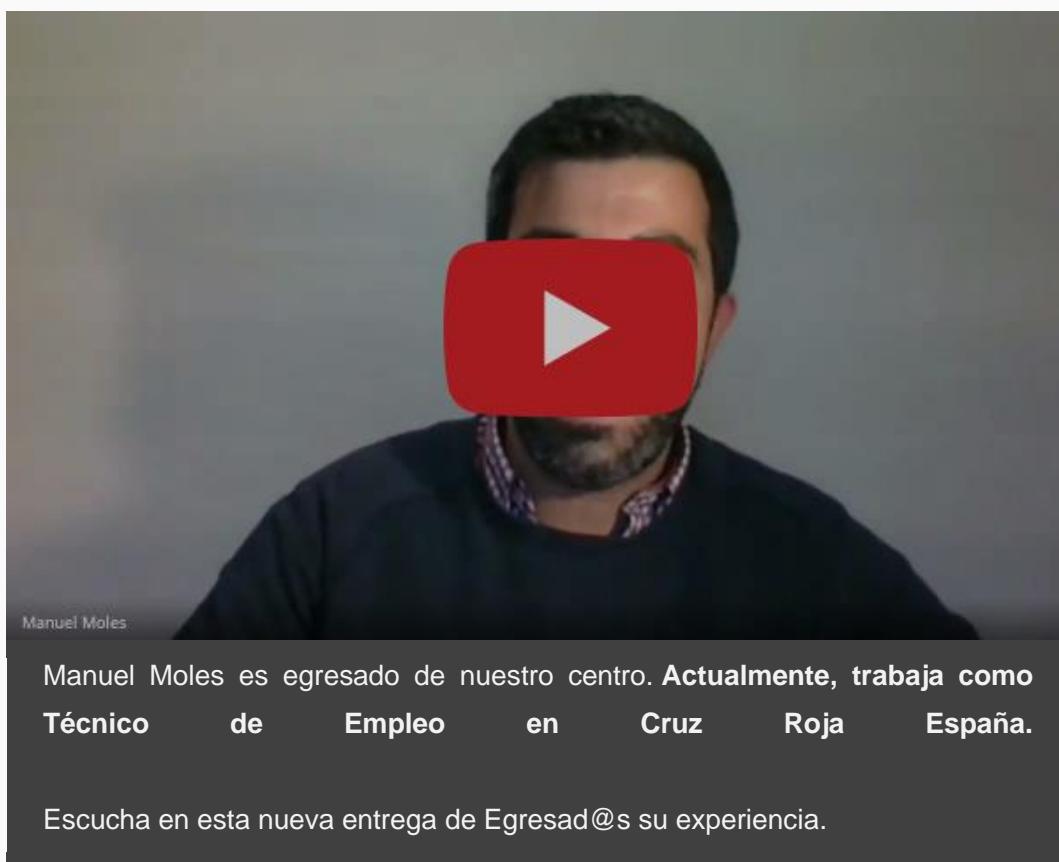 Manuel Moles
Manuel Moles es egresado de nuestro centro. Actualmente, trabaja como
Técnico de Empleo en Cruz Roja España.
Escucha en esta nueva entrega de Egresad@s su experiencia.